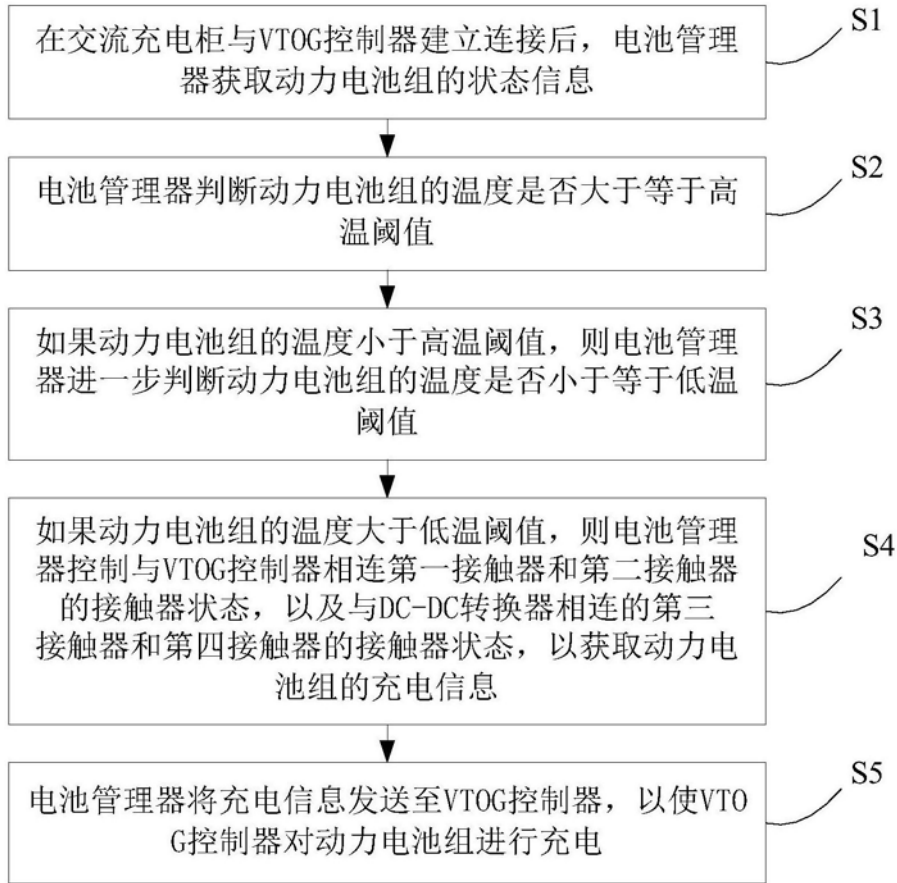 在交流充电柜与VTOG控制器建立连接后，电池管理
器获取动力电池组的状态信息
S1
电池管理器判断动力电池组的温度是否大于等于高
温阈值
S2
如果动力电池组的温度小于高温阈值，则电池管理
器进一步判断动力电池组的温度是否小于等于低温
阈值
S3
如果动力电池组的温度大于低温阈值，则电池管理
器控制与VTOG控制器相连第一接触器和第二接触器
的接触器状态，以及与DC-DC转换器相连的第三
接触器和第四接触器的接触器状态，以获取动力电
池组的充电信息
S4
电池管理器将充电信息发送至VTOG控制器，以使VTO
G控制器对动力电池组进行充电
S5